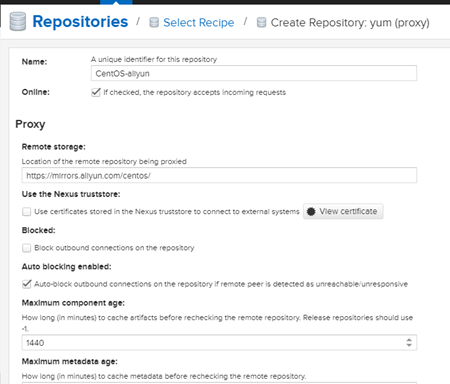 Repositories / Select Recipe / Create Repository: yum (proxy)
Name: A unique identifier for this repository
CentOS-aliyun
Online: If checked, the repository accepts incoming requests
Proxy
Remote storage:
Location of the remote repository being proxied
https://mirrors.aliyun.com/centos/
Use the Nexus truststore:
Use certificates stored in the Nexus truststore to connect to external systems View certificate
Blocked:
Block outbound connections on the repository
Auto blocking enabled:
Auto-block outbound connections on the repository if remote peer is detected as unreachable/unresponsive
Maximum component age:
How long (in minutes) to cache artifacts before rechecking the remote repository. Release repositories should use
-1.
1440
Maximum metadata age:
How long (in minutes) to cache metadata before rechecking the remote repository.